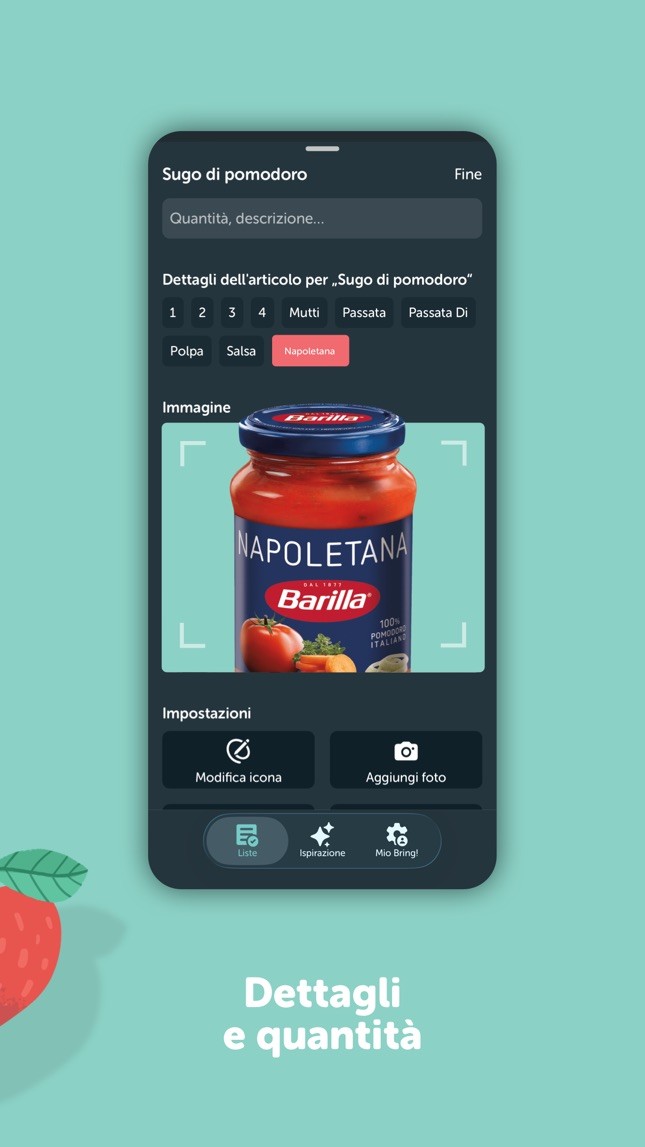 Sugo di pomodoro
Fine
Quantità, descrizione...
Dettagli dell'articolo per „Sugo di pomodoro“
1 2 3 4 Mutti Passata Passata Di
Polpa Salsa Napoletana
Immagine
Barilla
NAPOLETANA
DAL 1877
Barilla®
100%
POMODORO
ITALIANO
Impostazioni
Modifica icona
Aggiungi foto
Liste Ispirazione Mio Bring!
Dettagli
e quantità